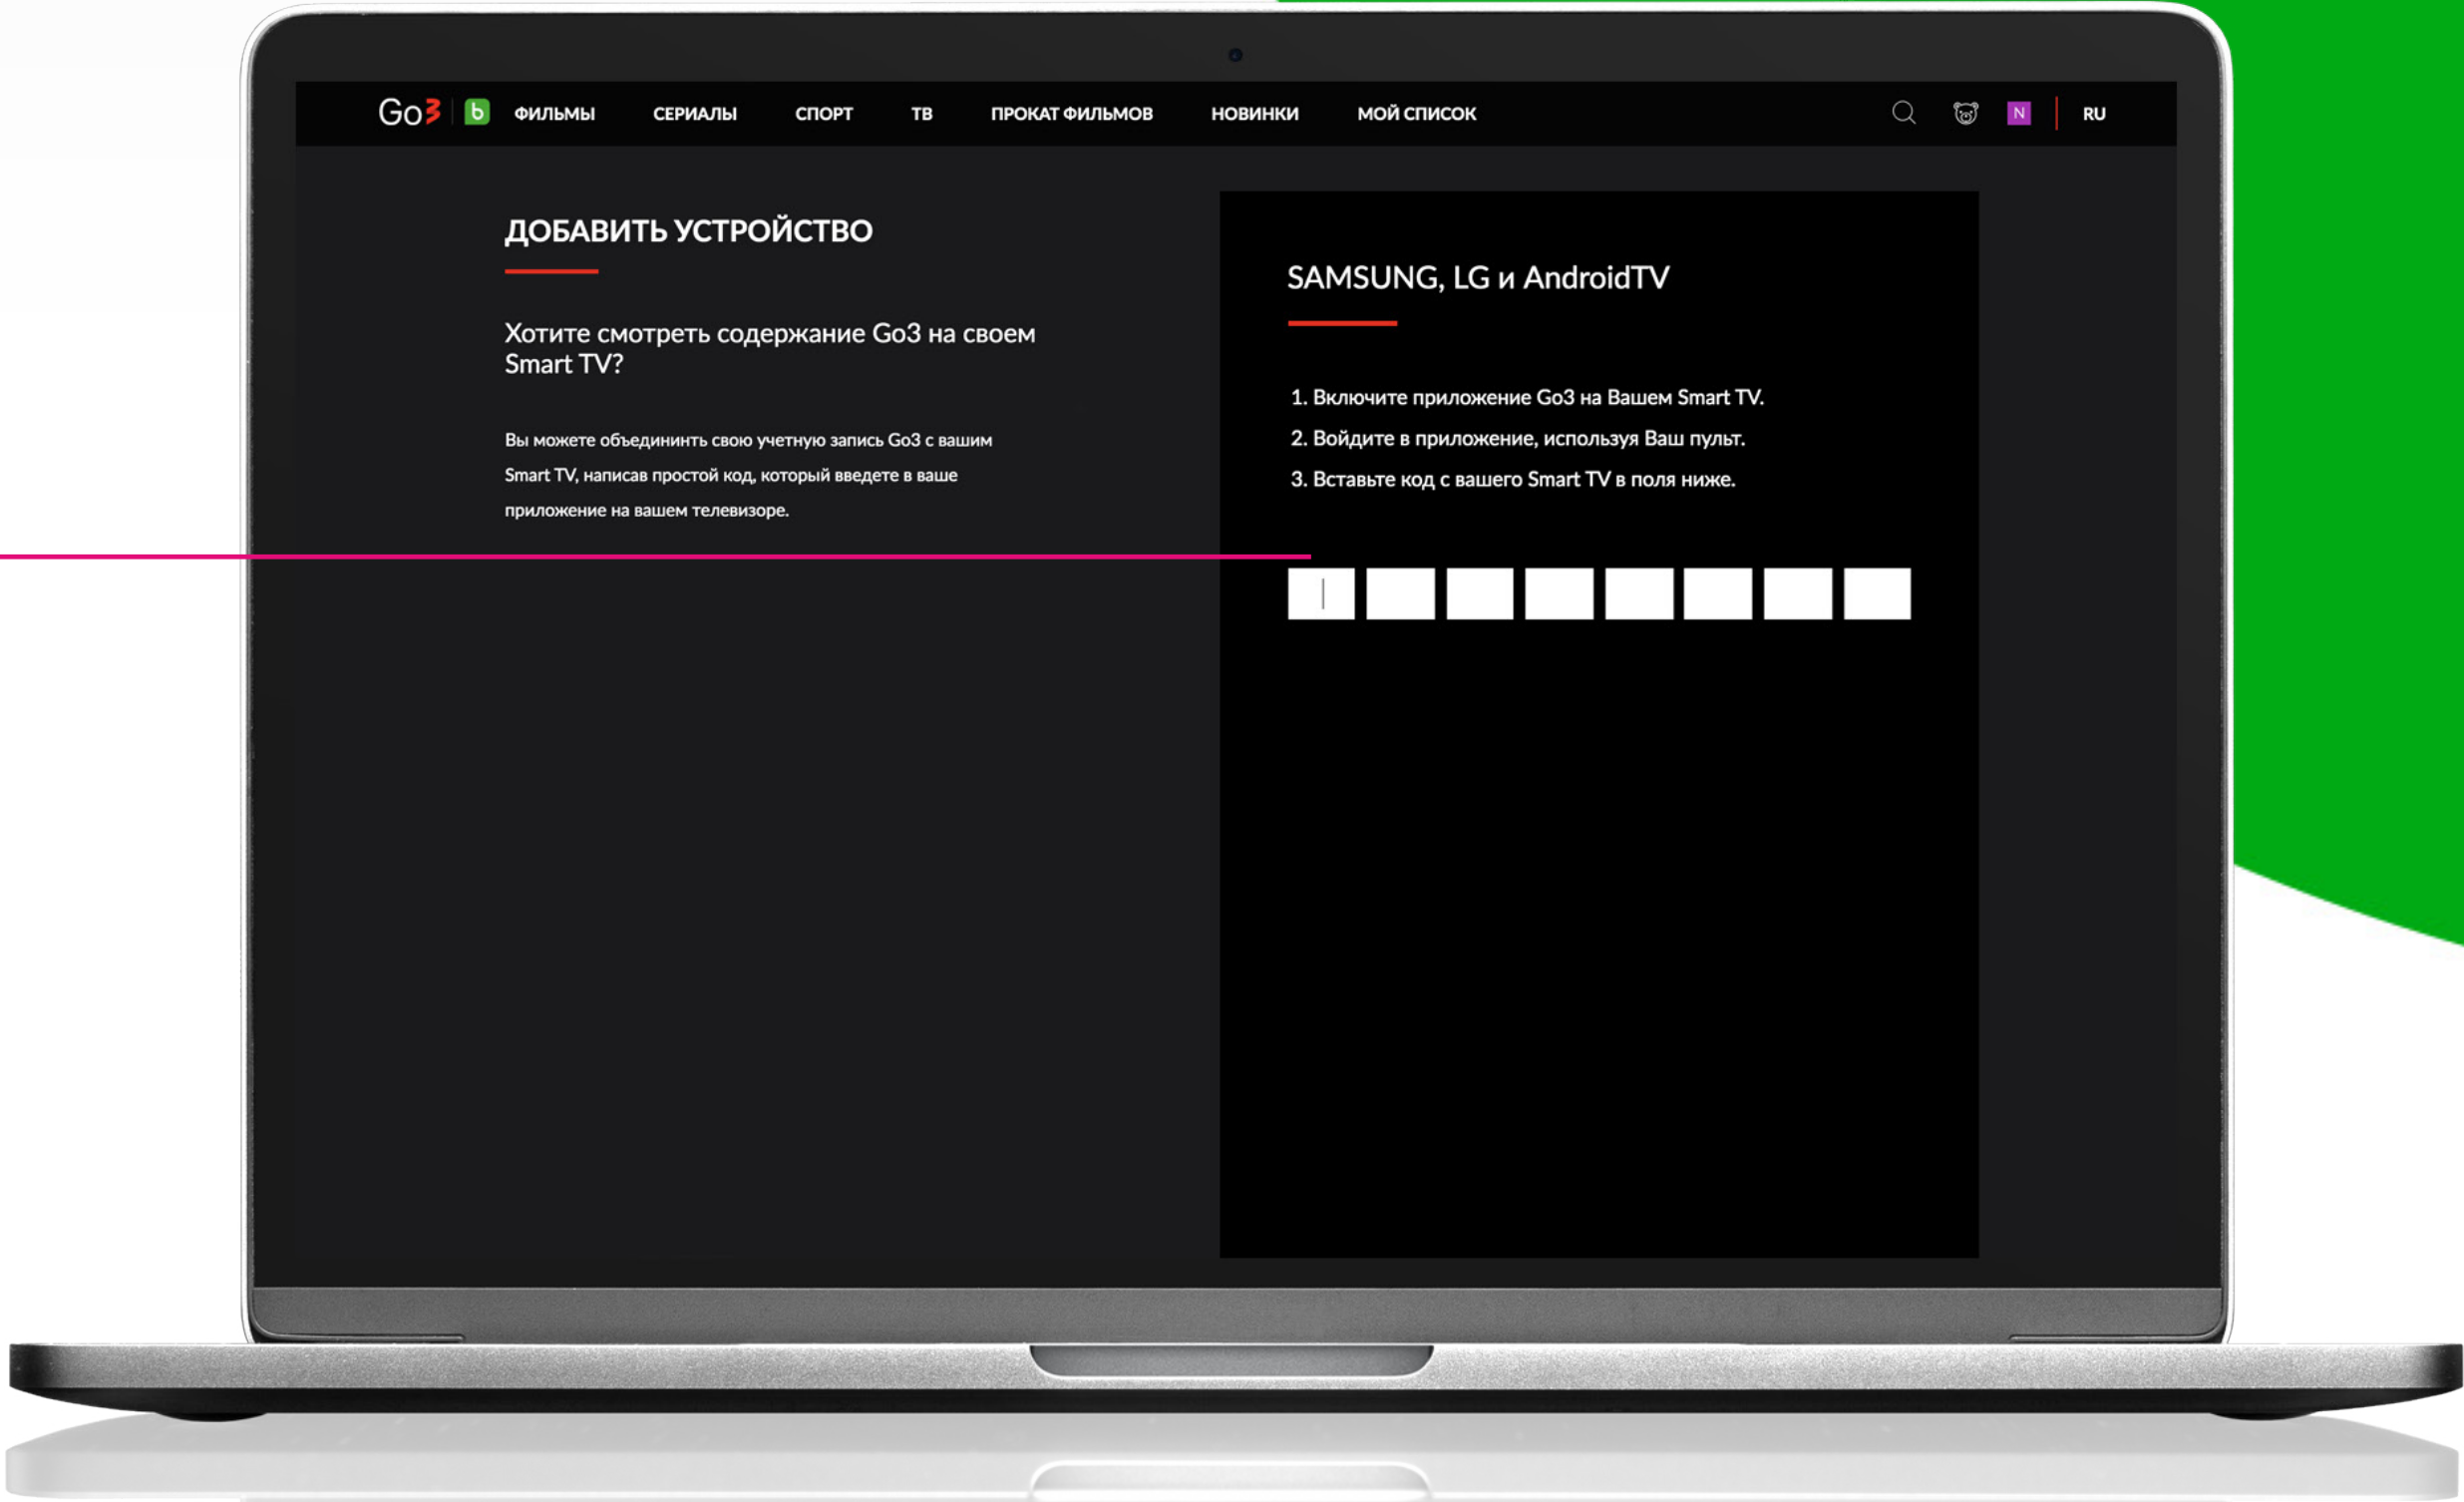 Go3 b ФИЛЬМЫ СЕРИАЛЫ СПОРТ ТВ ПРОКАТ ФИЛЬМОВ НОВИНКИ МОЙ СПИСОК N RU
ДОБАВИТЬ УСТРОЙСТВО
Хотите смотреть содержание Go3 на своем
Smart TV?
Вы можете объедининть свою учетную запись Go3 с вашим
Smart TV, написав простой код, который введете в ваше
приложение на вашем телевизоре.
SAMSUNG, LG и AndroidTV
1. Включите приложение Go3 на Вашем Smart TV.
2. Войдите в приложение, используя Ваш пульт.
3. Вставьте код с вашего Smart TV в поля ниже.